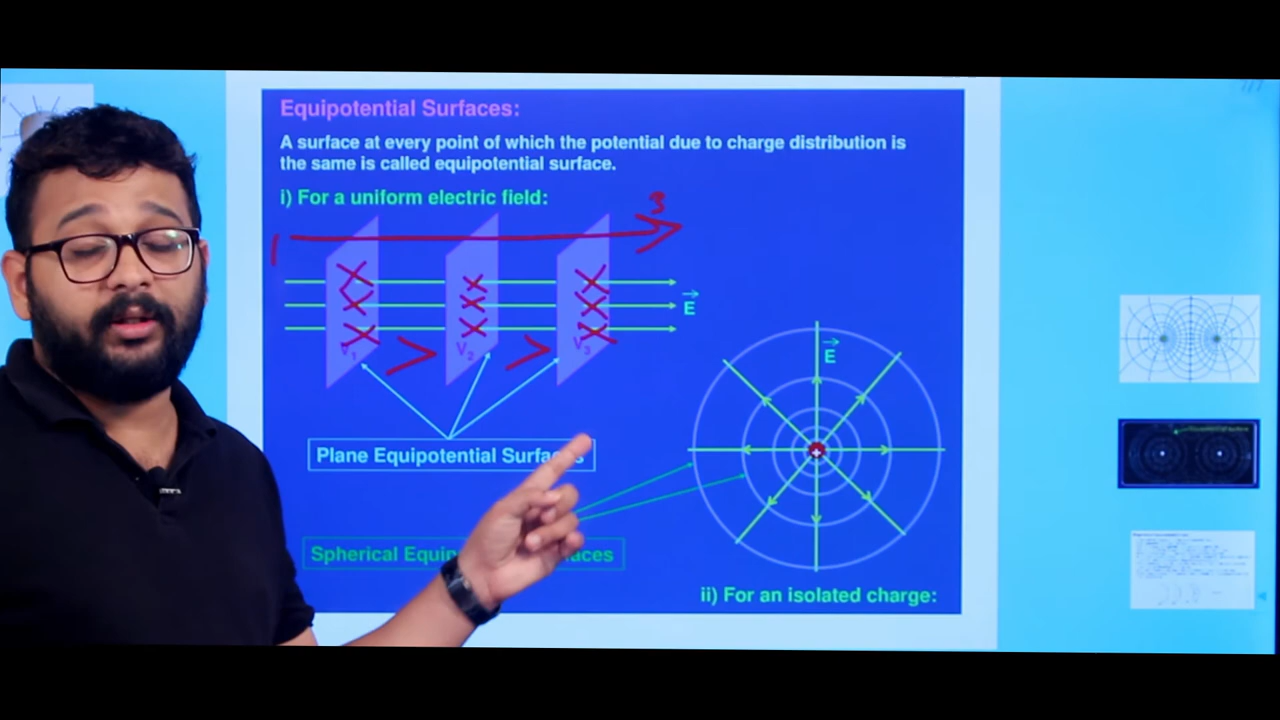 Equipotential Surfaces:
A surface at every point of which the potential due to charge distribution is
the same is called equipotential surface.
i) For a uniform electric field:
1
3
E
V1 > V2 > V3
E
Plane Equipotential Surfaces
Spherical Equip
aces
ii) For an isolated charge: